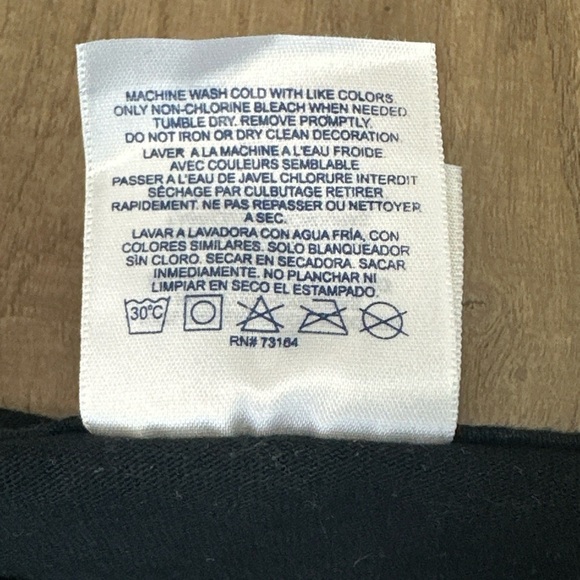 MACHINE WASH COLD WITH LIKE COLORS
ONLY NON-CHLORINE BLEACH WHEN NEEDED
TUMBLE DRY. REMOVE PROMPTLY.
DO NOT IRON OR DRY CLEAN DECORATION
LAVER A LA MACHINE A L'EAU FROIDE
AVEC COULEURS SEMBLABLE
PASSER A L'EAU DE JAVEL CHLORURE INTERDIT
SÉCHAGE PAR CULBUTAGE RETIRER
RAPIDEMENT. NE PAS REPASSER OU NETTOYER
A SEC.
LAVAR A LAVADORA CON AGUA FRÍA, CON
COLORES SIMILARES. SOLO BLANQUEADOR
SIN CLORO. SECAR EN SECADORA. SACAR
INMEDIAMENTE. NO PLANCHAR NI
LIMPIAR EN SECO EL ESTAMPADO.
30°C
RN# 73164